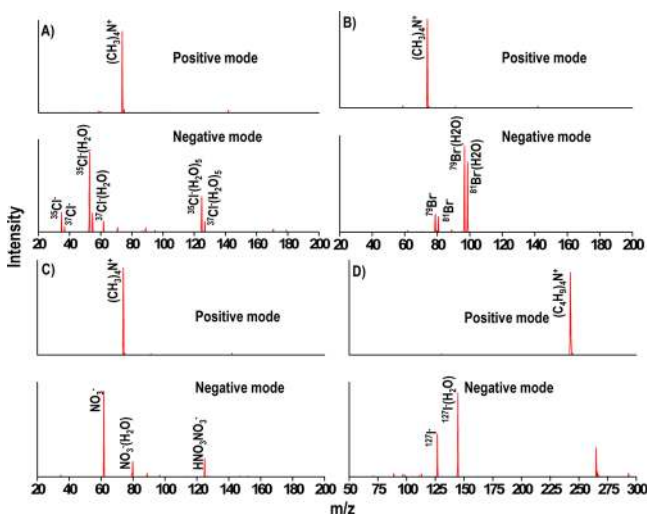 A)
(CH₃)₄N⁺
Positive mode
Negative mode
³⁵Cl⁻
³⁷Cl⁻
³⁵Cl⁻(H₂O)
³⁷Cl⁻(H₂O)
³⁵Cl⁻(H₂O)₅
³⁷Cl⁻(H₂O)₅
20 40 60 80 100 120 140 160 180 200
B)
(CH₃)₄N⁺
Positive mode
Negative mode
⁷⁹Br⁻
⁸¹Br⁻
⁷⁹Br⁻(H2O)
⁸¹Br⁻(H2O)
20 40 60 80 100 120 140 160 180 200
Intensity
C)
(CH₃)₄N⁺
Positive mode
Negative mode
NO₃⁻
NO₃⁻(H₂O)
HNO₃NO₃⁻
20 40 60 80 100 120 140 160 180 200
D)
(C₄H₉)₄N⁺
Positive mode
Negative mode
¹²⁷I⁻
¹²⁷I⁻(H₂O)
50 75 100 125 150 175 200 225 250 275 300
m/z